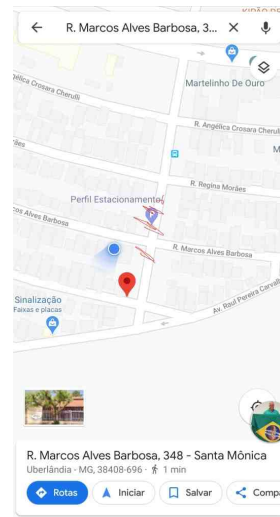 R. Marcos Alves Barbosa, 3...
Martelinho De Ouro
Angélica Crosara Cherulli
R. Angélica Crosara Cherull
R. Regina Morães
Perfil Estacionamento
P
os Alves Barbosa
R. Marcos Alves Barbosa
Sinalização
Faixas e placas
Av. Raul Pereira Carvalh
R. Marcos Alves Barbosa, 348 - Santa Mônica
Uberlândia - MG, 38408-696 · 1 min
Rotas
Iniciar
Salvar
Compa